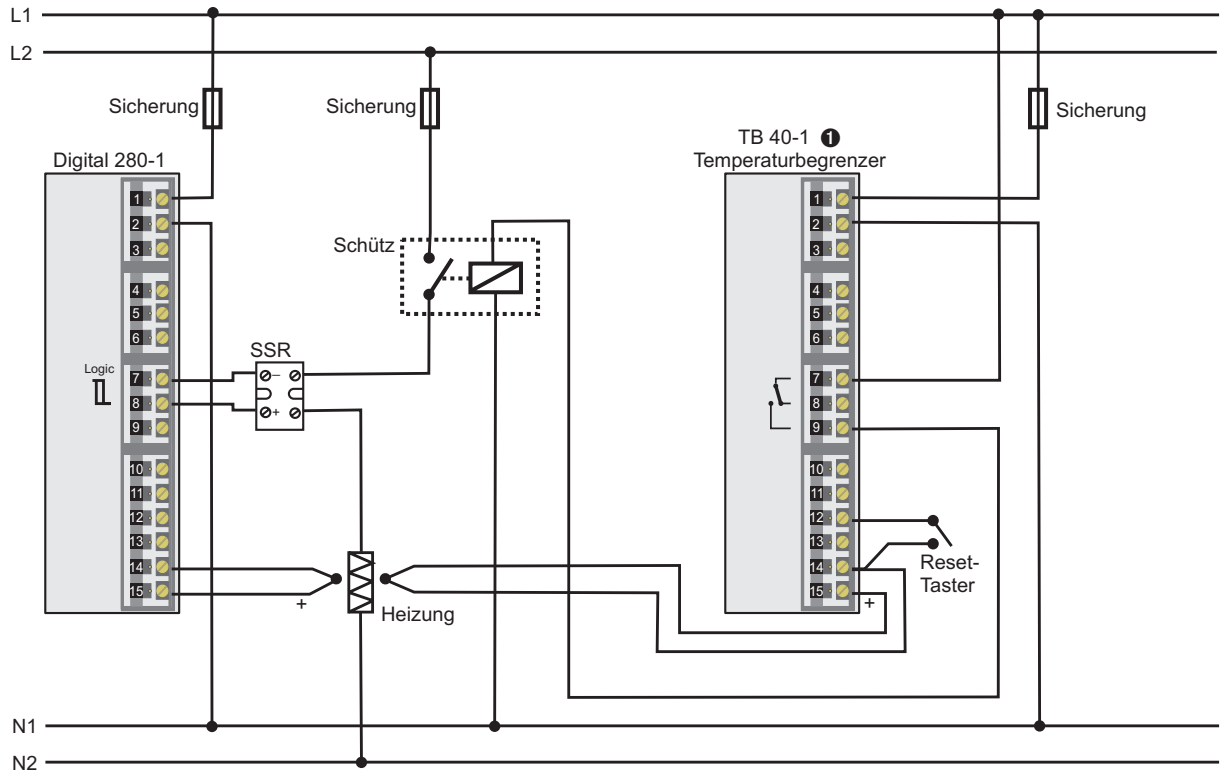 L1
L2
Sicherung
Sicherung
Sicherung
Digital 280-1
TB 40-1 ❶
Temperaturbegrenzer
1
2
3
4
5
6
7
8
9
10
11
12
13
14
15
Logic
Schütz
SSR
–
+
+
Heizung
1
2
3
4
5
6
7
8
9
10
11
12
13
14
15
+
Reset-
Taster
N1
N2